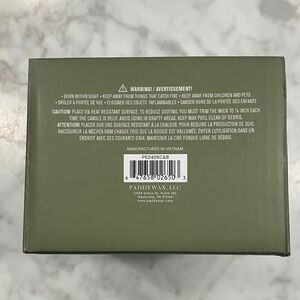 ⚠ WARNING! / AVERTISSEMENT!
• BURN WITHIN SIGHT • KEEP AWAY FROM THINGS THAT CATCH FIRE • KEEP AWAY FROM CHILDREN AND PETS
• BRÛLER À PORTÉE DE VUE • ÉLOIGNER DES OBJETS INFLAMMABLES • GARDER HORS DE LA PORTÉE DES ENFANTS
CAUTION! PLACE ON HEAT RESISTANT SURFACE. TO REDUCE SOOTING, YOU MUST TRIM THE WICK TO ¼ INCH EACH
TIME THE CANDLE IS RELIT. AVOID USING IN DRAFTY AREAS. KEEP WAX POOL CLEAR OF DEBRIS.
ATTENTION! PLACER SUR UNE SURFACE RÉSISTANT À LA CHALEUR. POUR RÉDUIRE LA PRODUCTION DE SUIE,
RACCOURCIR LA MÈCHE À 6MM CHAQUE FOIS QUE LA BOUGIE EST ALLUMÉE. ÉVITER L'UTILISATION DANS UN
ENDROIT AVEC DES COURANTS D'AIR. MAINTENIR LA CIRE FONDUE LIBRE DE DÉBRIS.
MANUFACTURED IN VIETNAM
PED405C&B
6 47658 02650 3
PADDYWAX, LLC
Nashville, TN
www.paddywax.com